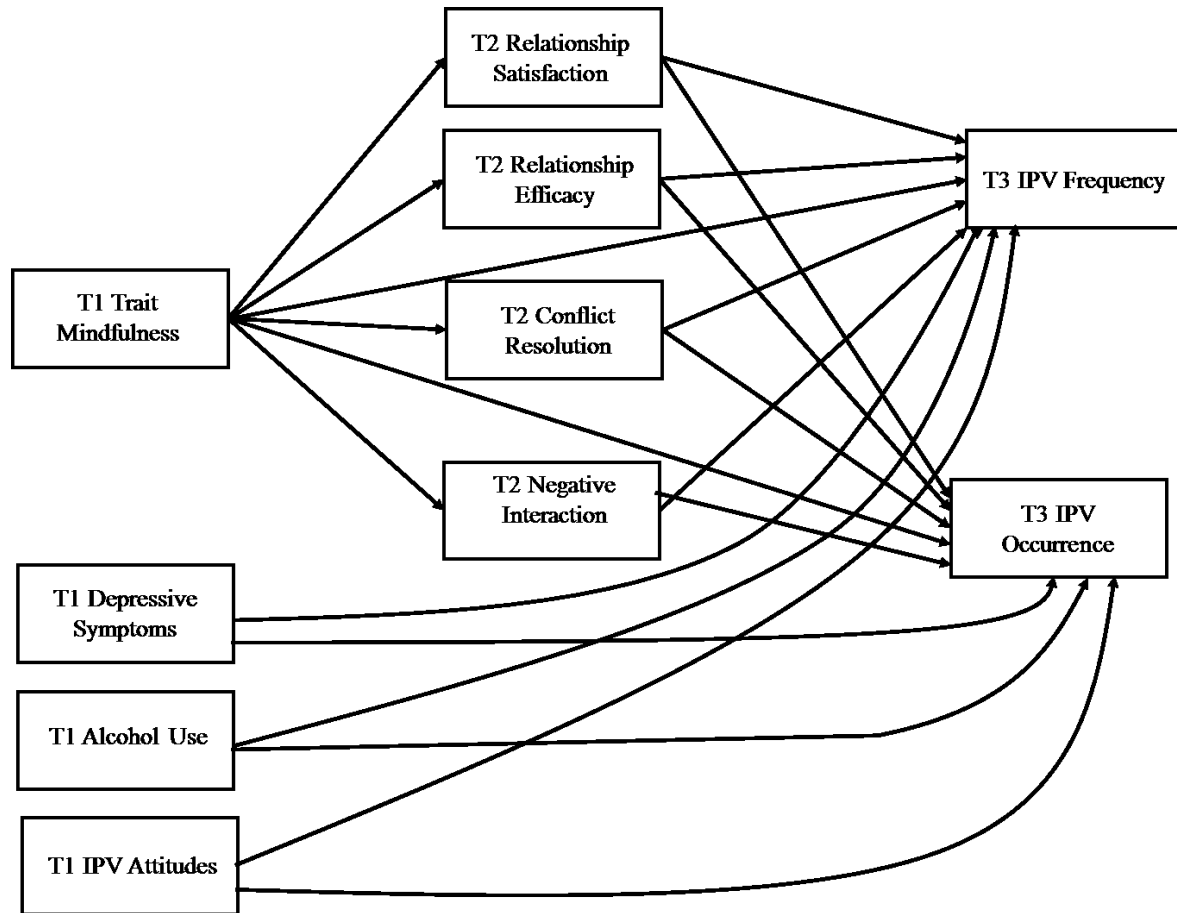 T2 Relationship
Satisfaction
T2 Relationship
Efficacy
T3 IPV Frequency
T1 Trait
Mindfulness
T2 Conflict
Resolution
T2 Negative
Interaction
T3 IPV
Occurrence
T1 Depressive
Symptoms
T1 Alcohol Use
T1 IPV Attitudes